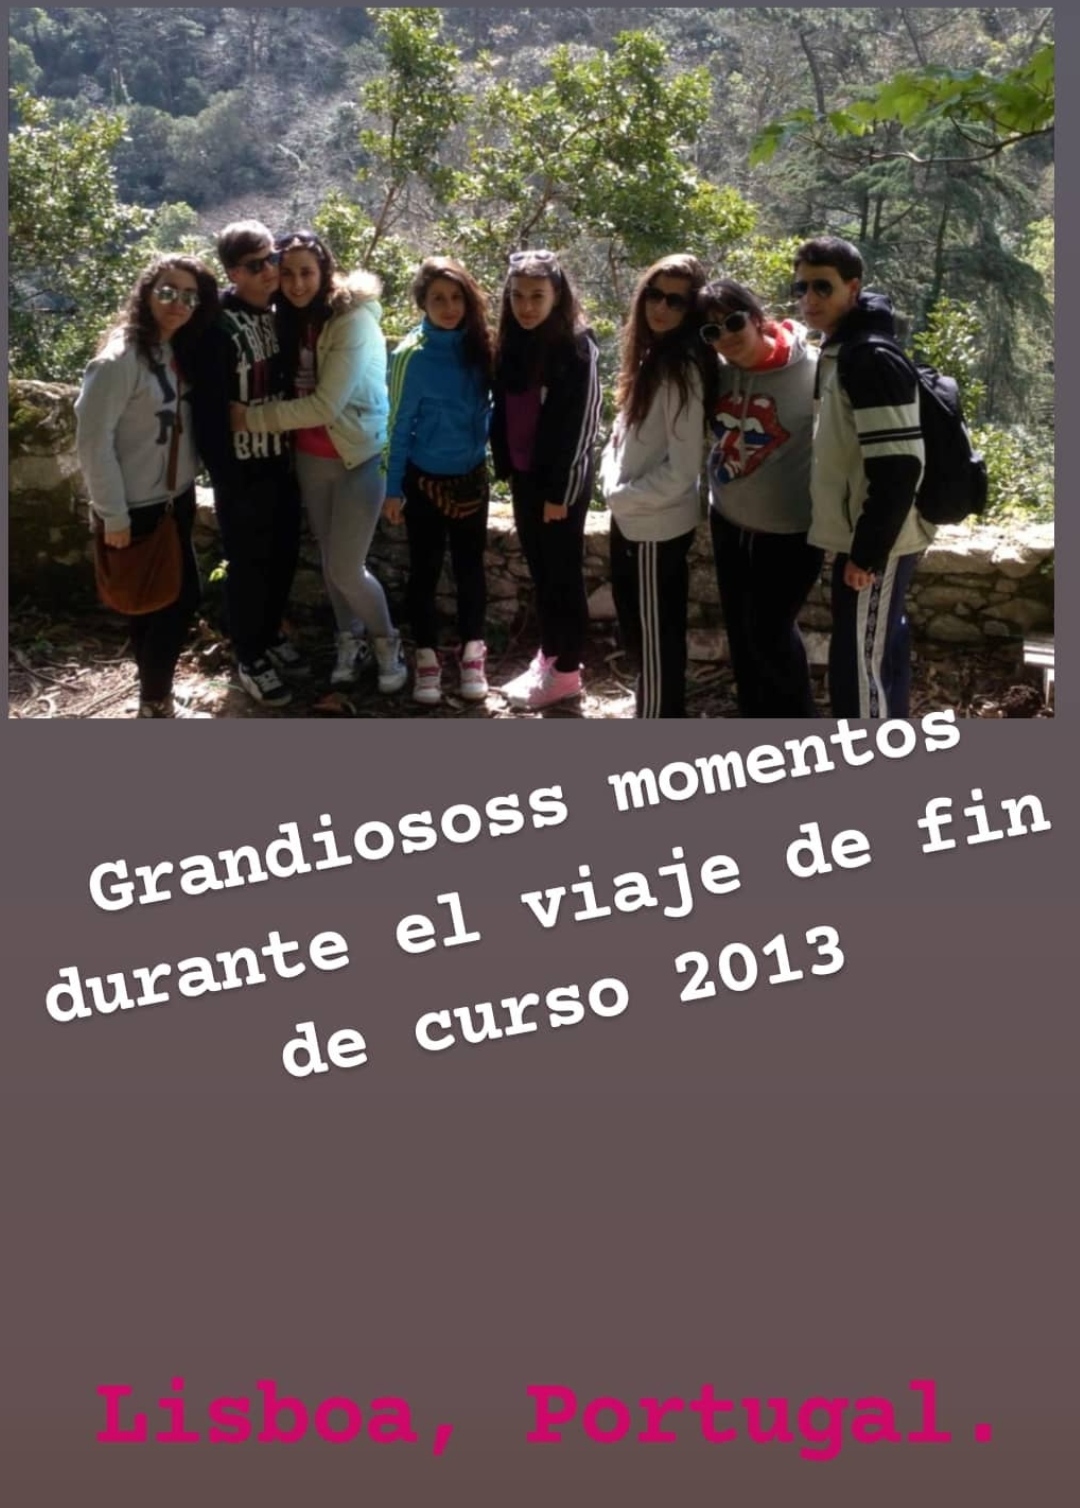 Grandiososs momentos
durante el viaje de fin
de curso 2013
Lisboa, Portugal.